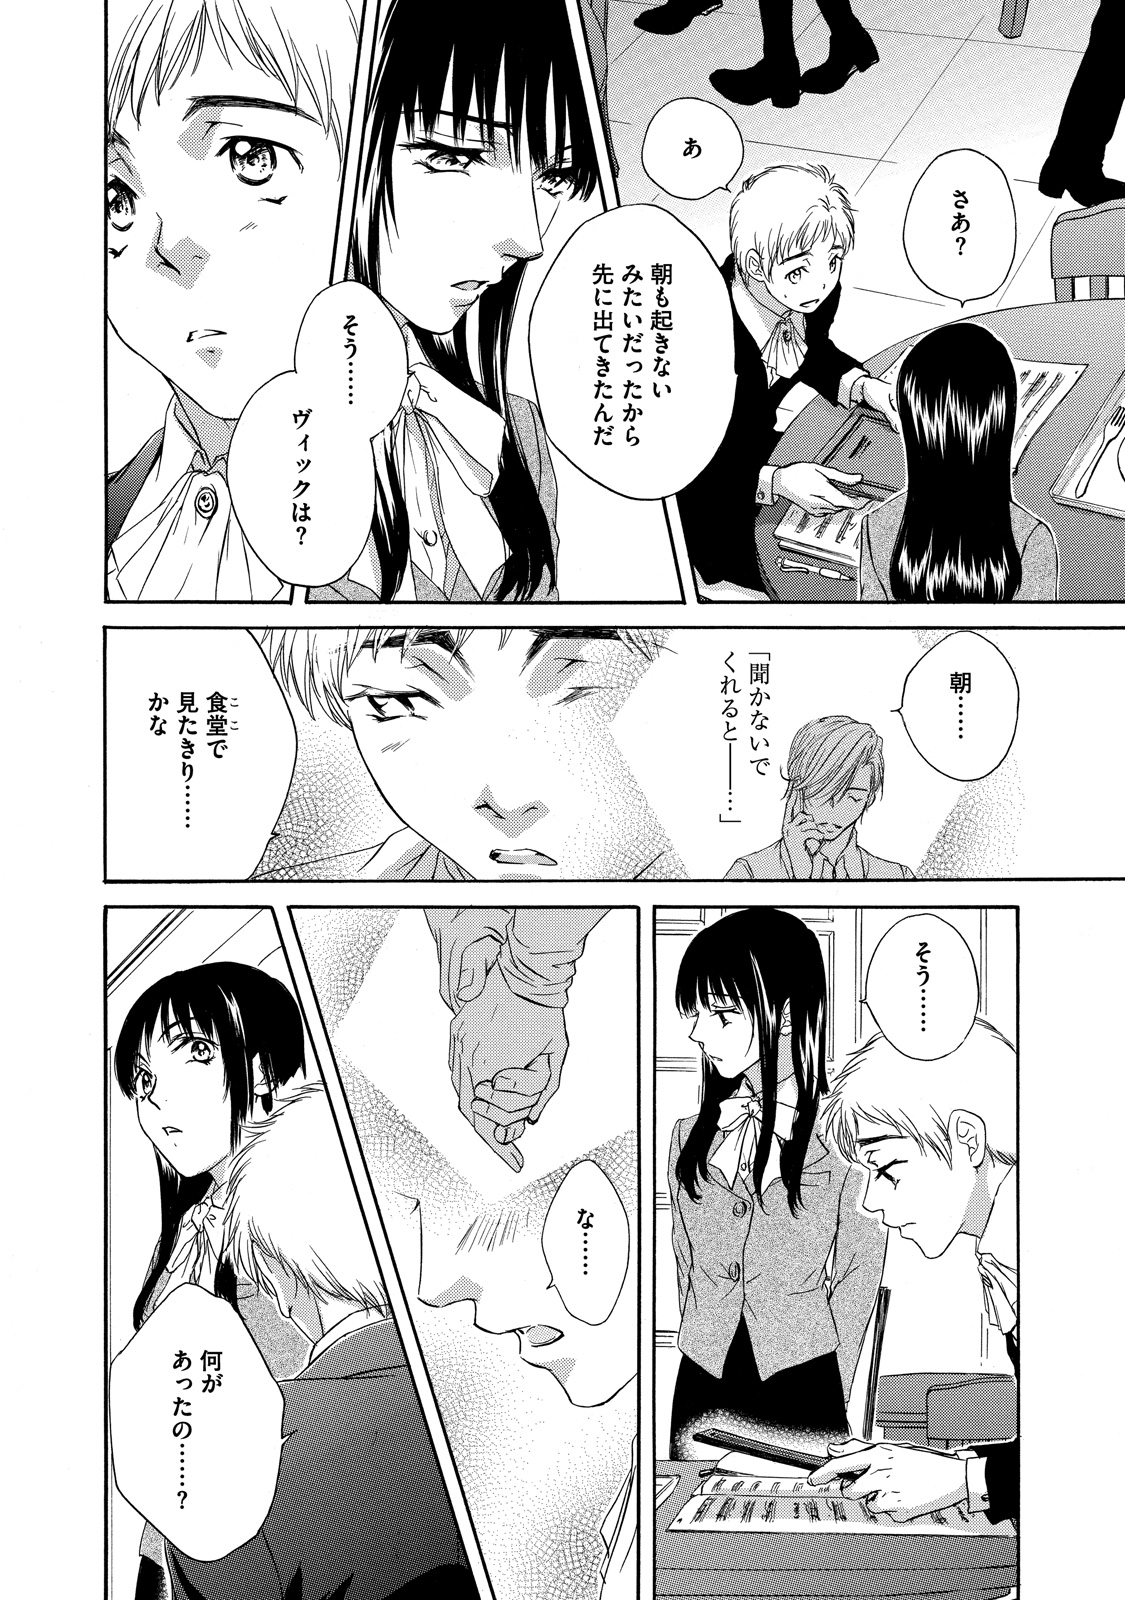 さあ?
あ
朝も起きない
みたいだったから
先に出てきたんだ
そう……
ヴィックは?
朝……
「聞かないで
くれると――…」
食堂で
ここ
見たきり……
かな
そう……
な……
何が
あったの……?